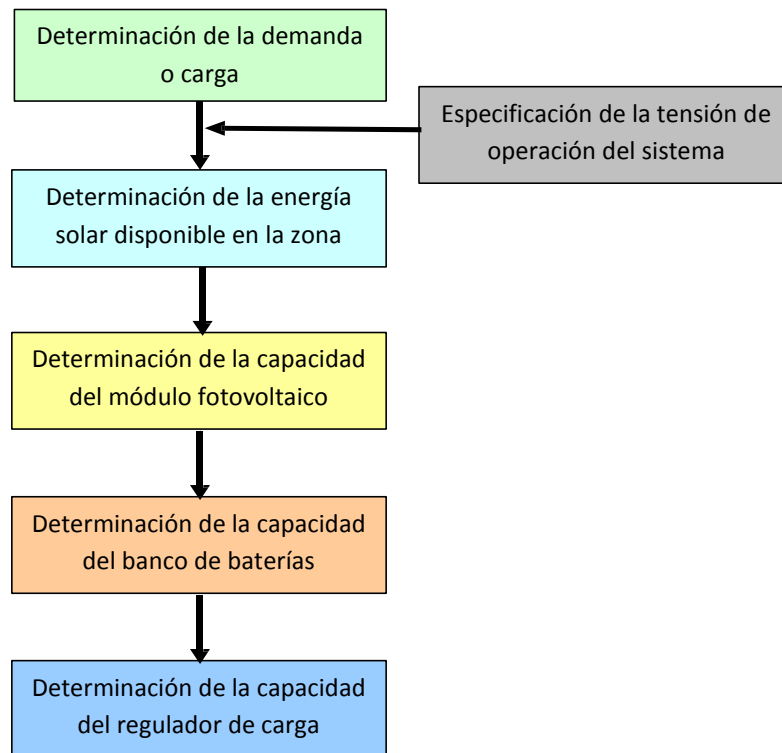 Determinación de la demanda
o carga
Especificación de la tensión de
operación del sistema
Determinación de la energía
solar disponible en la zona
Determinación de la capacidad
del módulo fotovoltaico
Determinación de la capacidad
del banco de baterías
Determinación de la capacidad
del regulador de carga